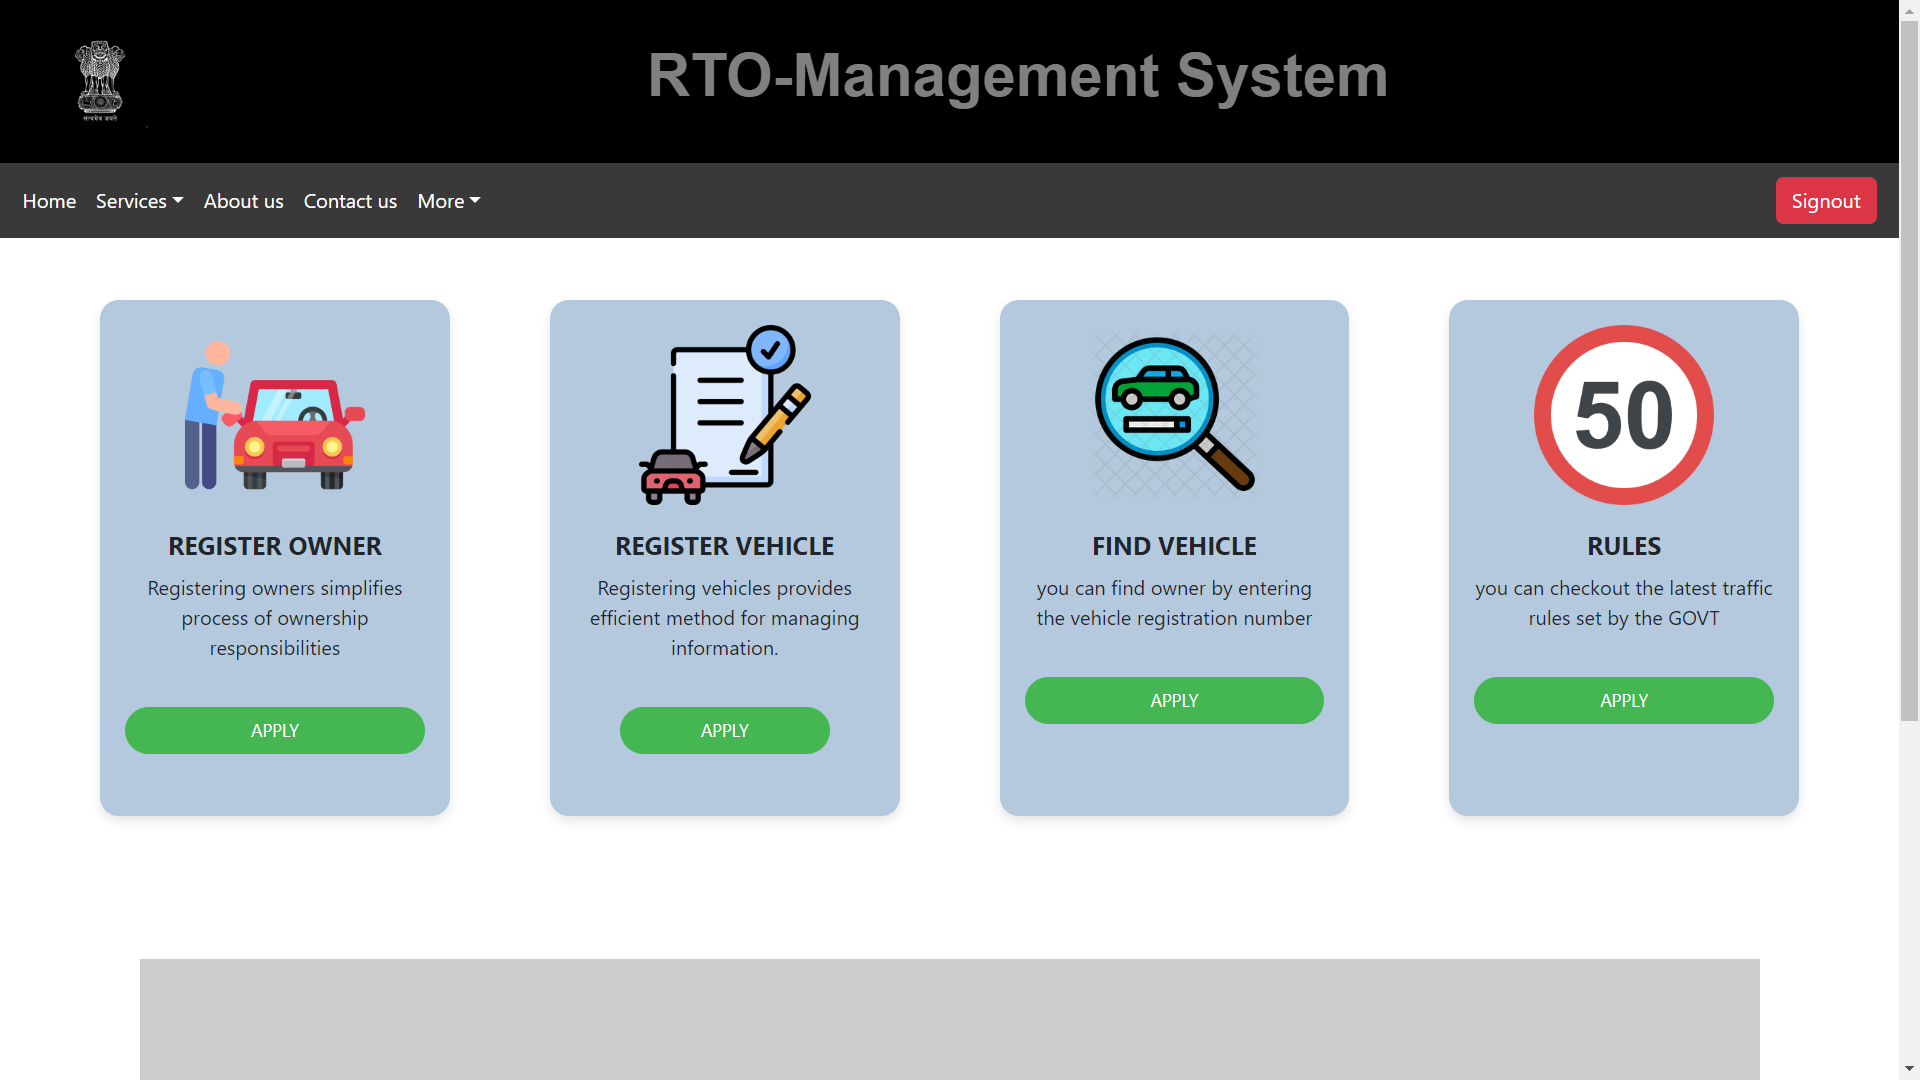 सत्यमेव जयते
RTO-Management System
Home Services About us Contact us More Signout
50
REGISTER OWNER
Registering owners simplifies
process of ownership
responsibilities
APPLY
REGISTER VEHICLE
Registering vehicles provides
efficient method for managing
information.
APPLY
FIND VEHICLE
you can find owner by entering
the vehicle registration number
APPLY
RULES
you can checkout the latest traffic
rules set by the GOVT
APPLY